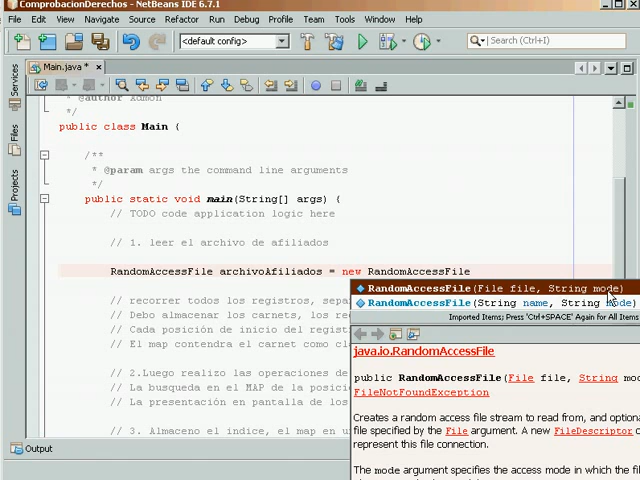 ComprobacionDerechos - NetBeans IDE 6.7.1
File Edit View Navigate Source Refactor Run Debug Profile Team Tools Window Help
<default config>
Search (Ctrl+I)
Main.java *
Services
Files
Projects
* @author Xdmon
*/
public class Main {
/**
* @param args the command line arguments
*/
public static void main(String[] args) {
// TODO code application logic here
// 1. leer el archivo de afiliados
RandomAccessFile archivoAfiliados = new RandomAccessFile
RandomAccessFile(File file, String mode)
RandomAccessFile(String name, String mode)
Imported Items; Press 'Ctrl+SPACE' Again for All Items
// recorrer todos los registros, sepa
// Debo almacenar los carnets, los re
// Cada posición de inicio del regist
// El map contendra el carnet como cl
// 2.Luego realizo las operaciones de
// La busqueda en el MAP de la posici
// La presentación en pantalla de los
// 3. Almaceno el indice, el map en u
java.io.RandomAccessFile
public RandomAccessFile(File file, String mo
FileNotFoundException
Creates a random access file stream to read from, and optiona
file specified by the File argument. A new FileDescriptor o
represent this file connection.
The mode argument specifies the access mode in which the f
Output